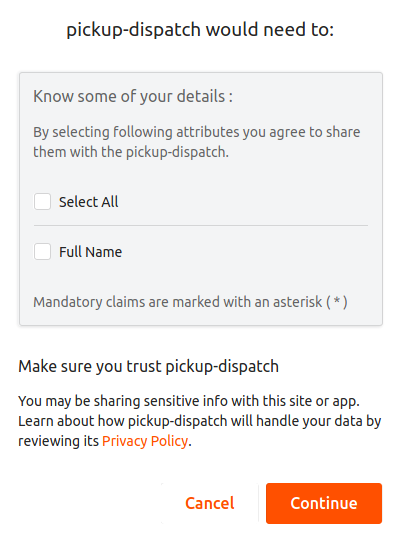 pickup-dispatch would need to:
Know some of your details :
By selecting following attributes you agree to share
them with the pickup-dispatch.
Select All
Full Name
Mandatory claims are marked with an asterisk ( * )
Make sure you trust pickup-dispatch
You may be sharing sensitive info with this site or app.
Learn about how pickup-dispatch will handle your data by
reviewing its Privacy Policy.
Cancel
Continue